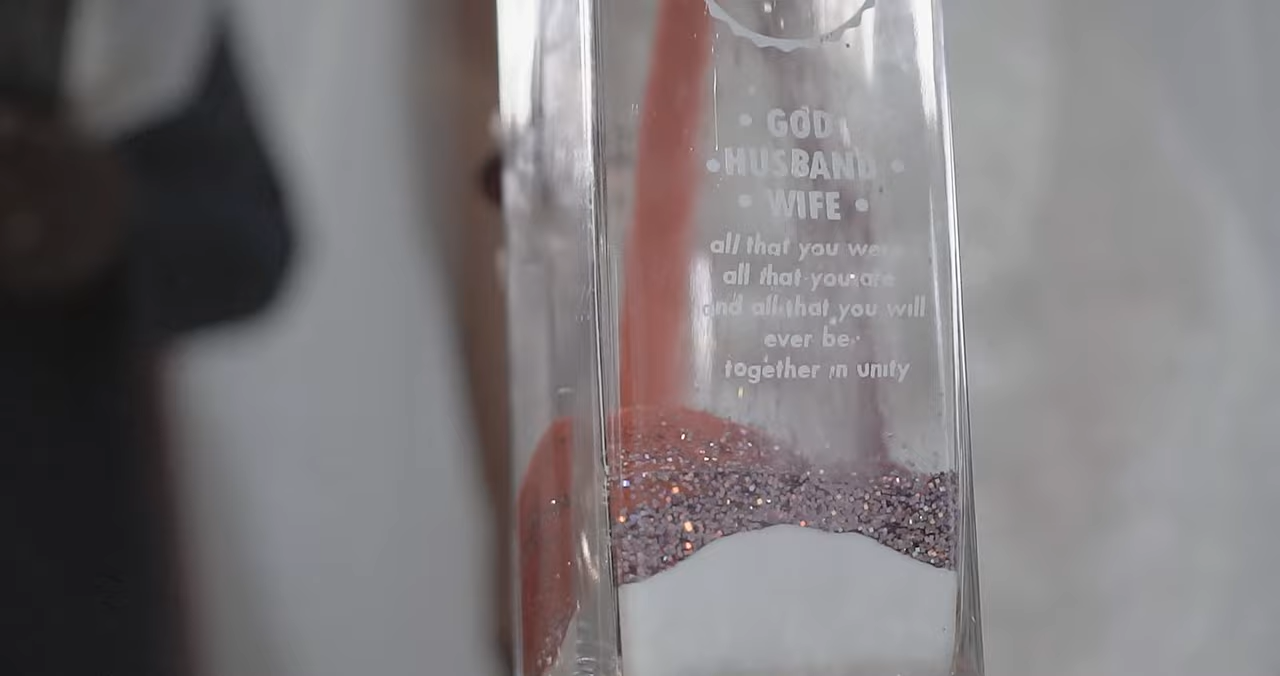 • GOD •
• HUSBAND •
• WIFE •
all that you were
all that you are
and all that you will
ever be
together in unity